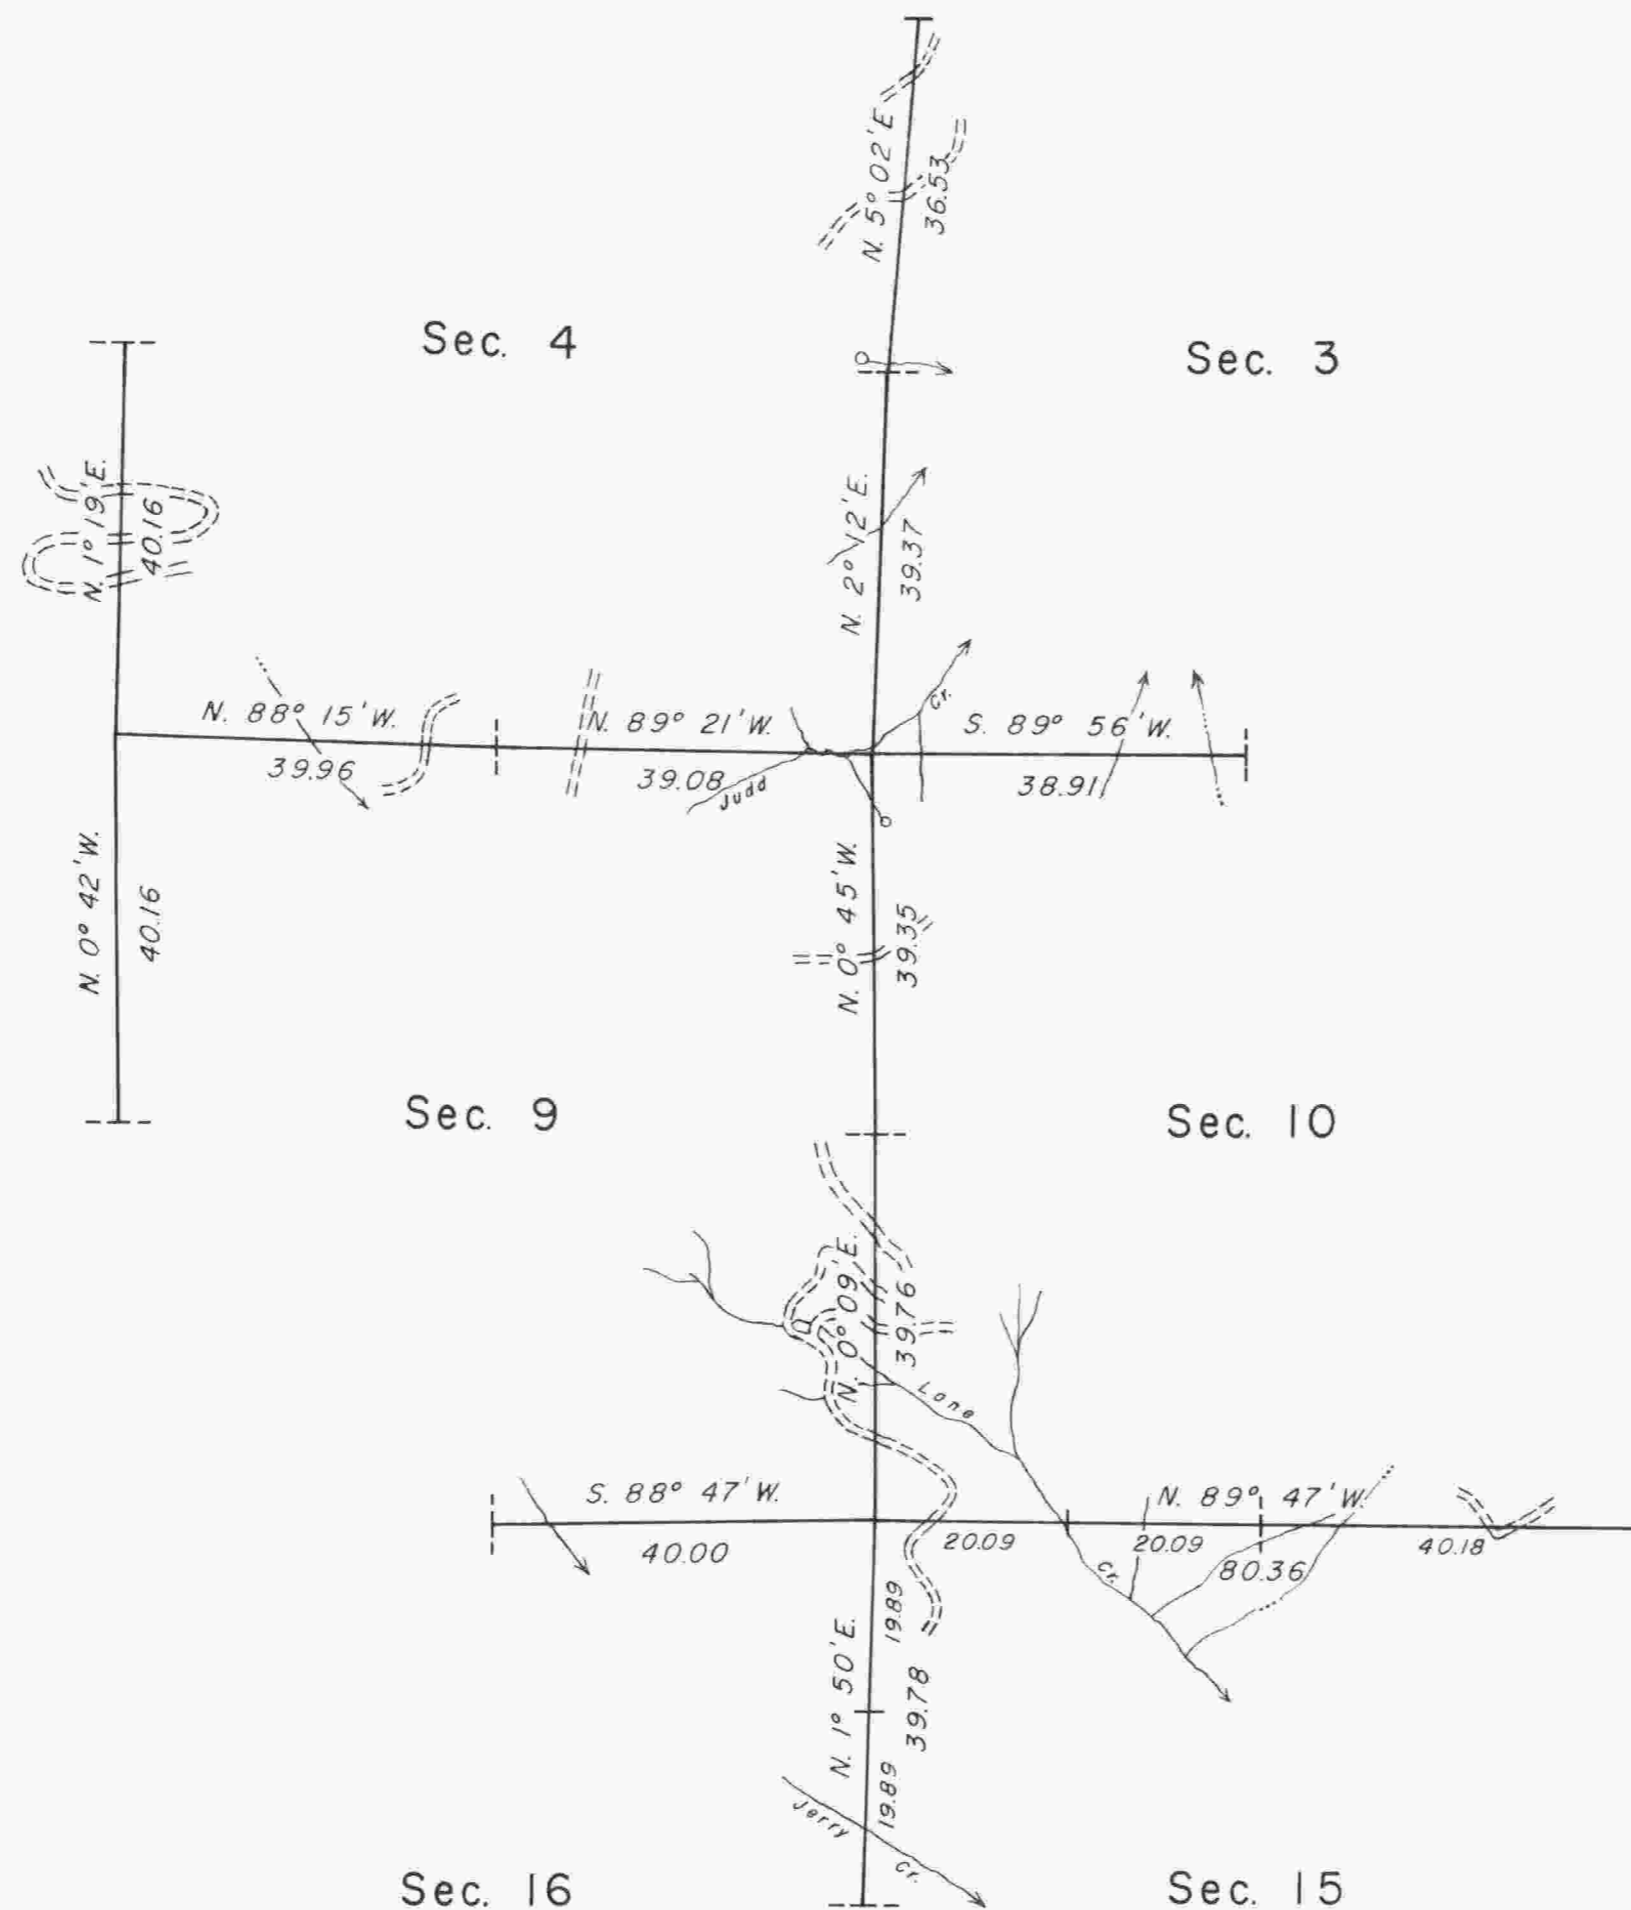 N. 5° 02'E
36.53
Sec. 4
Sec. 3
N. 1° 19'E.
40.16
N. 2° 12'E.
39.37
Cr.
N. 88° 15'W.
39.96
N. 89° 21'W.
39.08
Judd
S. 89° 56'W.
38.91
N. 0° 42'W.
40.16
N. 0° 45'W.
39.35
Sec. 9
Sec. 10
N. 0° 09'E.
39.76
Lone
Cr.
S. 88° 47'W.
40.00
N. 89° 47'W.
20.09
20.09
80.36
40.18
N. 1° 50'E.
19.89
39.78
19.89
Jerry
Cr.
Sec. 16
Sec. 15